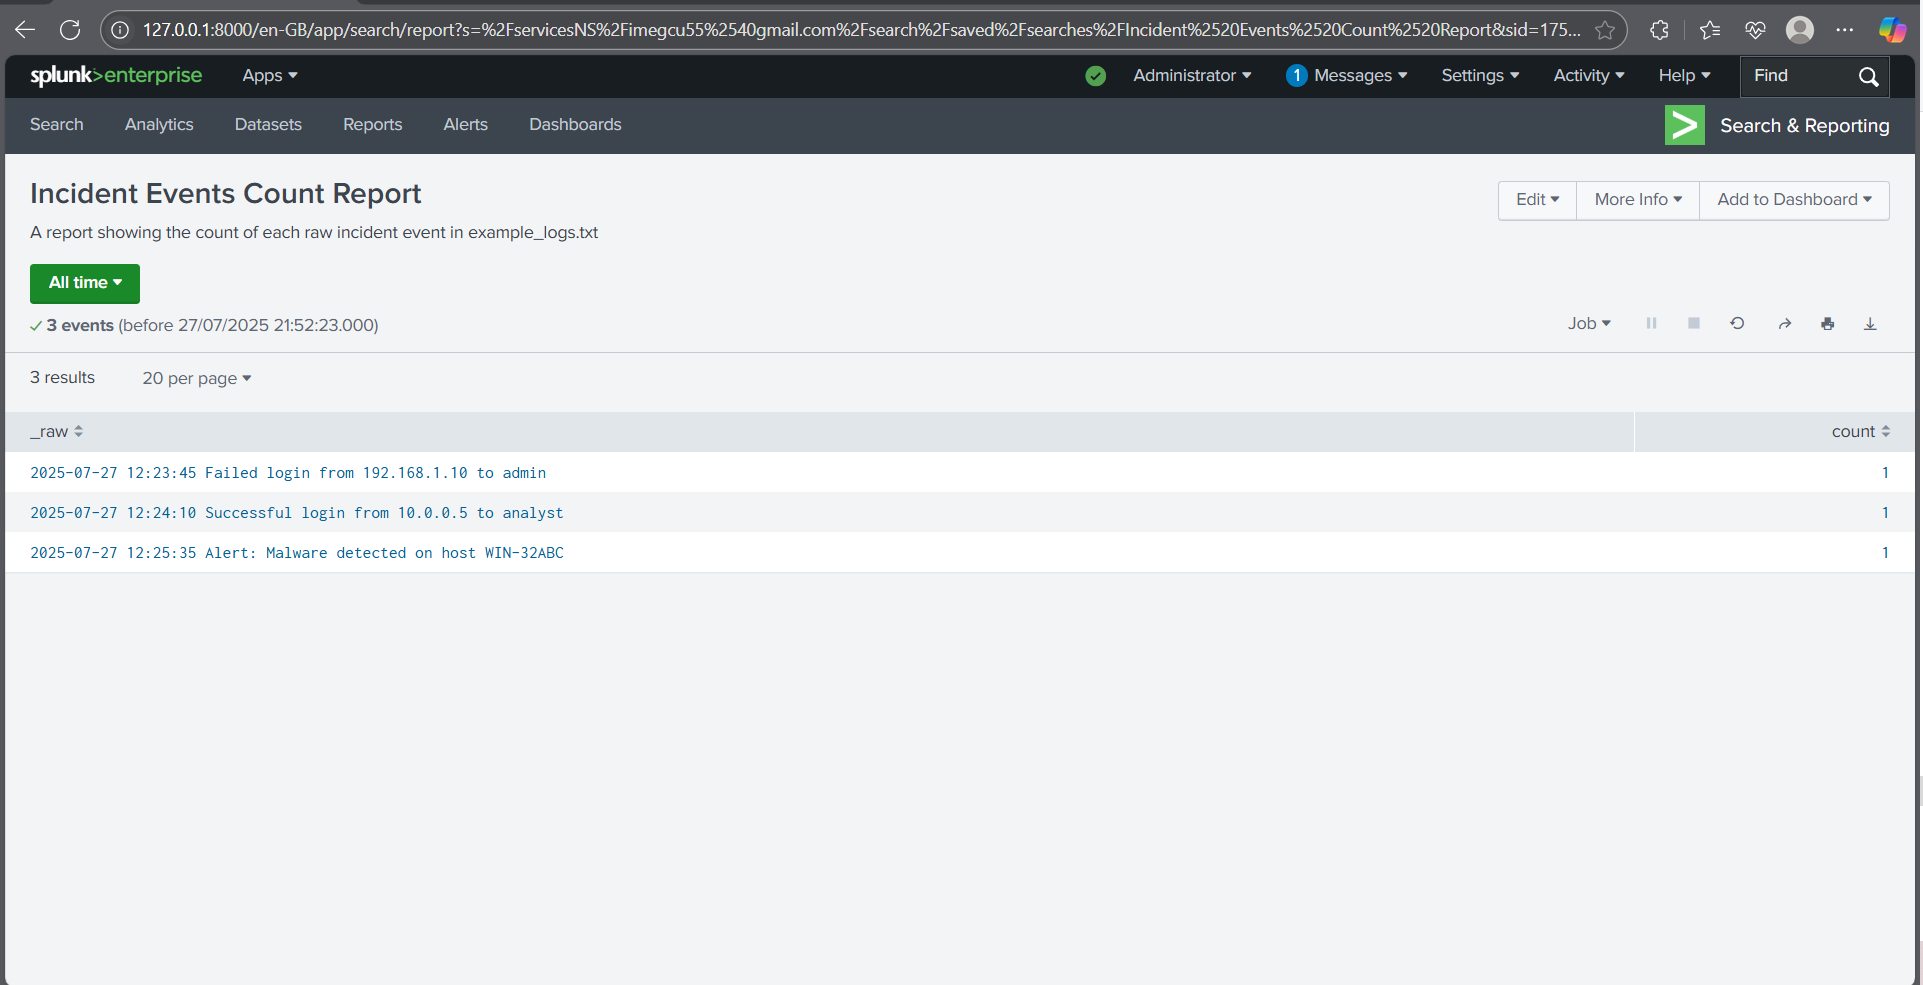 127.0.0.1:8000/en-GB/app/search/report?s=%2FservicesNS%2Fimegcu55%2540gmail.com%2Fsearch%2Fsaved%2Fsearches%2FIncident%2520Events%2520Count%2520Report&sid=175...
splunk>enterprise Apps Administrator 1 Messages Settings Activity Help Find
Search Analytics Datasets Reports Alerts Dashboards > Search & Reporting
Incident Events Count Report
Edit More Info Add to Dashboard
A report showing the count of each raw incident event in example_logs.txt
All time
3 events (before 27/07/2025 21:52:23.000)
Job
3 results 20 per page
_raw count
2025-07-27 12:23:45 Failed login from 192.168.1.10 to admin 1
2025-07-27 12:24:10 Successful login from 10.0.0.5 to analyst 1
2025-07-27 12:25:35 Alert: Malware detected on host WIN-32ABC 1